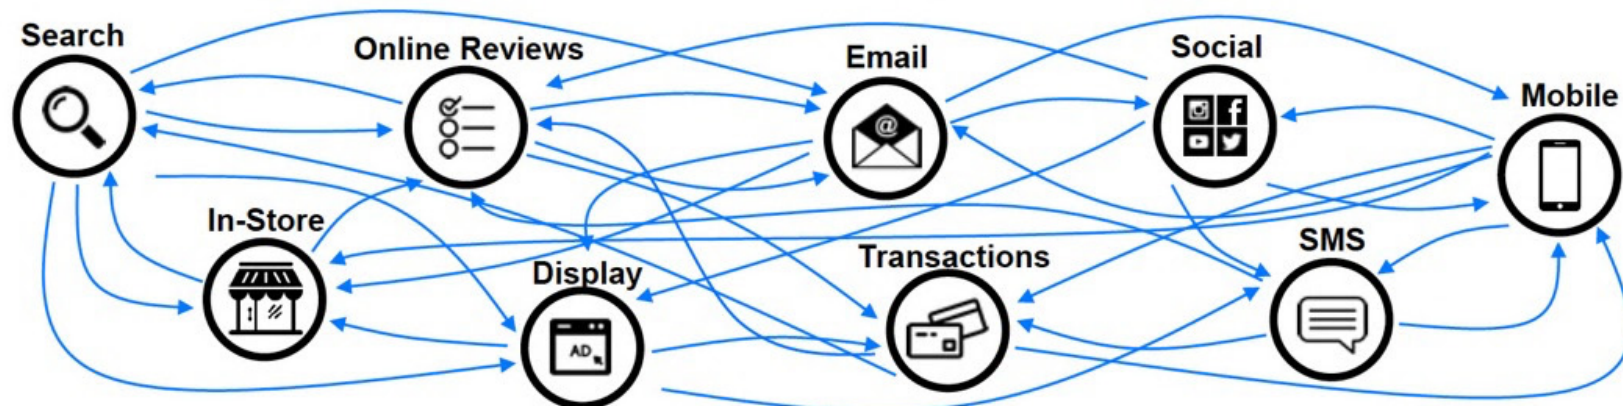 Search
Online Reviews
Email
Social
Mobile
@
f
In-Store
Display
AD
Transactions
SMS